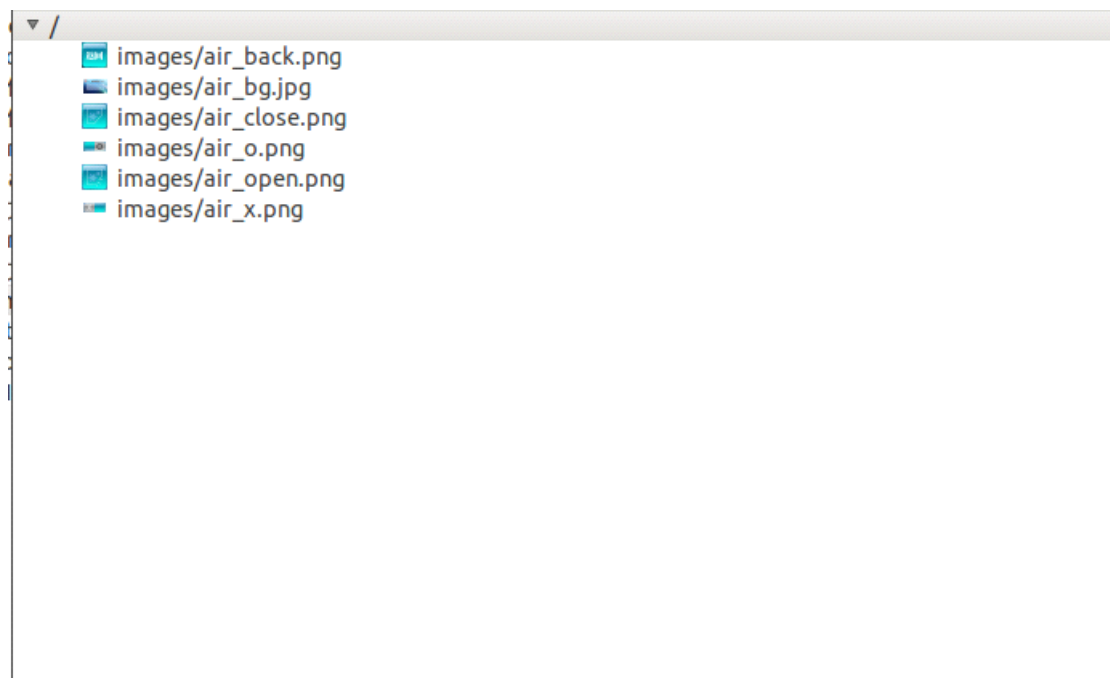 /
images/air_back.png
images/air_bg.jpg
images/air_close.png
images/air_o.png
images/air_open.png
images/air_x.png